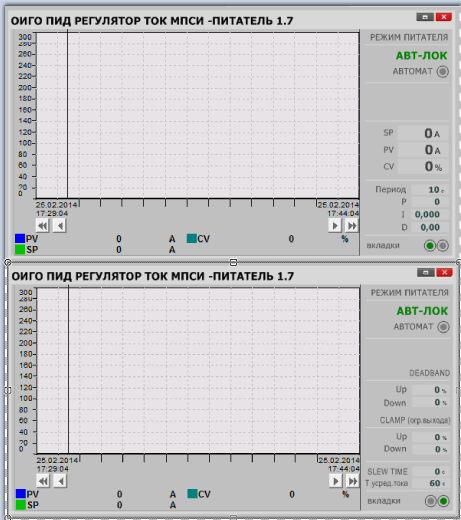 ОИГО ПИД РЕГУЛЯТОР ТОК МПСИ -ПИТАТЕЛЬ 1.7
300
280
260
240
220
200
180
160
140
120
100
80
60
40
20
0
25.02.2014 25.02.2014
17:29:04 17:44:04
PV 0 A CV 0 %
SP 0 A
РЕЖИМ ПИТАТЕЛЯ
АВТ-ЛОК
АВТОМАТ
SP 0 А
PV 0 А
CV 0 %
Период 10 с
P 0
I 0,000
D 0,00
вкладки
ОИГО ПИД РЕГУЛЯТОР ТОК МПСИ -ПИТАТЕЛЬ 1.7
300
280
260
240
220
200
180
160
140
120
100
80
60
40
20
0
25.02.2014 25.02.2014
17:29:04 17:44:04
PV 0 A CV 0 %
SP 0 A
РЕЖИМ ПИТАТЕЛЯ
АВТ-ЛОК
АВТОМАТ
DEADBAND
Up 0 %
Down 0 %
CLAMP (огр.выхода)
Up 0 %
Down 0 %
SLEW TIME 0 с
T усред.тока 60 с
вкладки